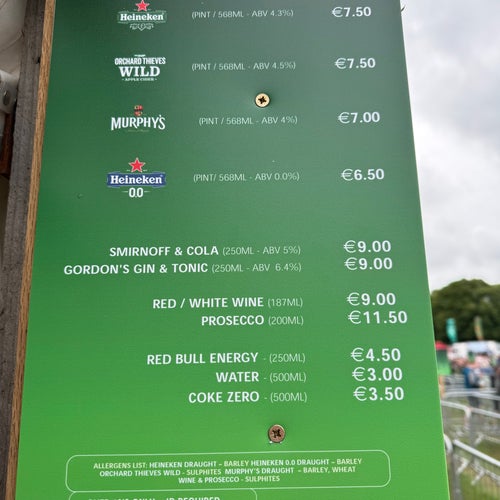 Heineken (PINT / 568ML - ABV 4.3%) €7.50
ORCHARD THIEVES
WILD (PINT / 568ML - ABV 4.5%) €7.50
APPLE CIDER
MURPHY'S (PINT / 568ML - ABV 4%) €7.00
Heineken (PINT/ 568ML - ABV 0.0%) €6.50
0.0
SMIRNOFF & COLA (250ML - ABV 5%) €9.00
GORDON'S GIN & TONIC (250ML - ABV 6.4%) €9.00
RED / WHITE WINE (187ML) €9.00
PROSECCO (200ML) €11.50
RED BULL ENERGY - (250ML) €4.50
WATER - (500ML) €3.00
COKE ZERO - (500ML) €3.50
ALLERGENS LIST: HEINEKEN DRAUGHT - BARLEY HEINEKEN 0.0 DRAUGHT - BARLEY
ORCHARD THIEVES WILD - SULPHITES MURPHY'S DRAUGHT - BARLEY, WHEAT
WINE & PROSECCO - SULPHITES
ID REQUIRED